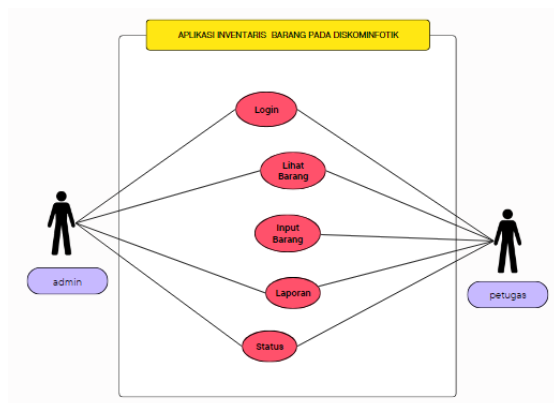 APLIKASI INVENTARIS BARANG PADA DISKOMINFOTIK
Login
Lihat
Barang
Input
Barang
Laporan
Status
admin
petugas